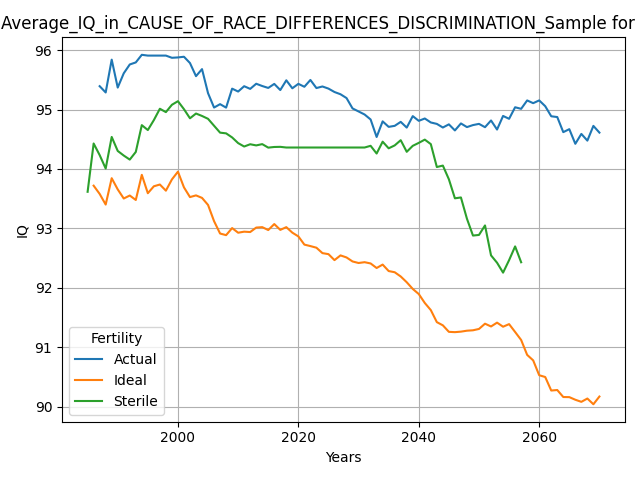 Average_IQ_in_CAUSE_OF_RACE_DIFFERENCES_DISCRIMINATION_Sample for
96
95
94
93
92
91
90
IQ
Fertility
Actual
Ideal
Sterile
2000
2020
2040
2060
Years